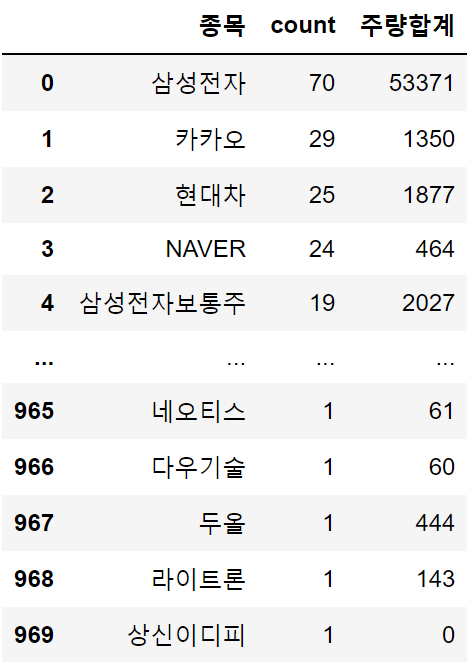 종목 count 주량합계
0 삼성전자 70 53371
1 카카오 29 1350
2 현대차 25 1877
3 NAVER 24 464
4 삼성전자보통주 19 2027
... ... ... ...
965 네오티스 1 61
966 다우기술 1 60
967 두올 1 444
968 라이트론 1 143
969 상신이디피 1 0